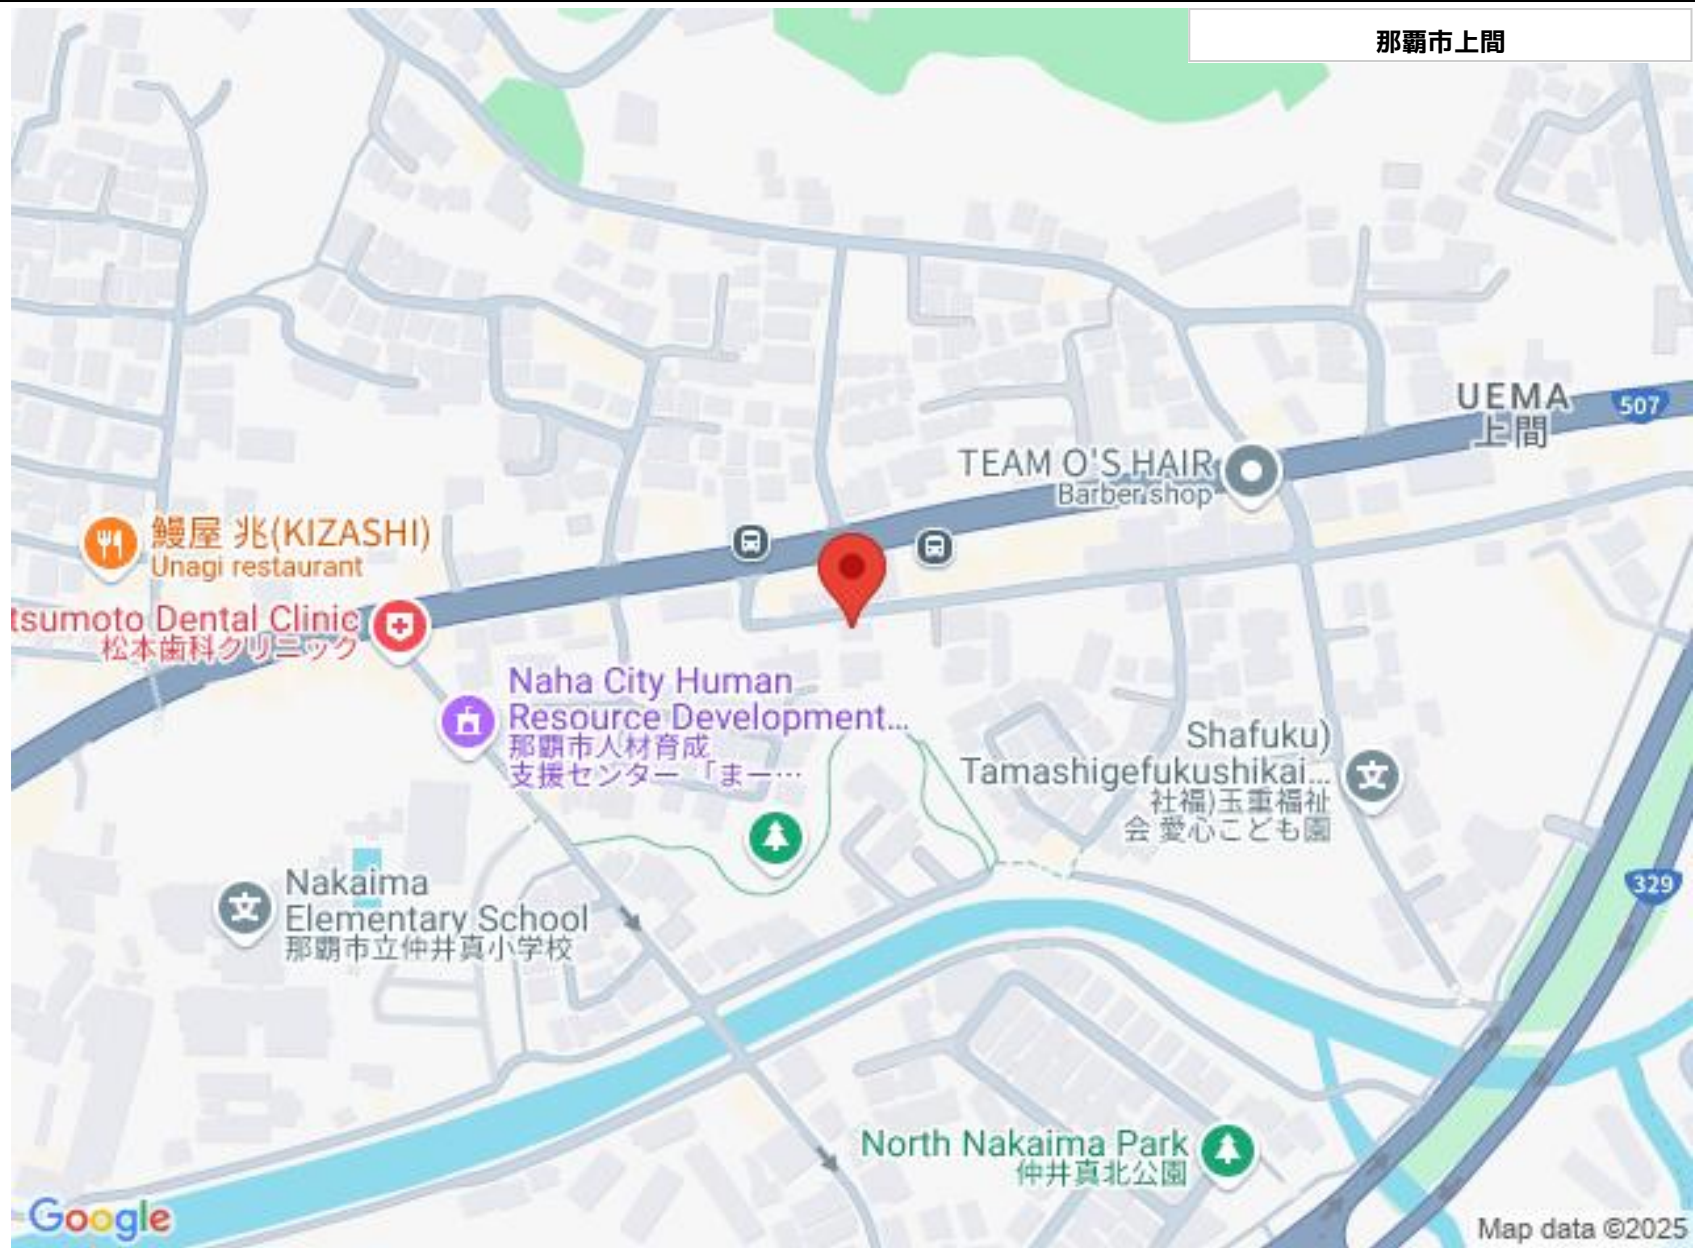 那覇市上間
UEMA
上間
507
TEAM O'S HAIR
Barber shop
鰻屋 兆(KIZASHI)
Unagi restaurant
tsumoto Dental Clinic
松本歯科クリニック
Naha City Human
Resource Development...
那覇市人材育成
支援センター「まー…
Shafuku)
Tamashigefukushikai...
社福)玉重福祉
会 愛心こども園
329
Nakaima
Elementary School
那覇市立仲井真小学校
North Nakaima Park
仲井真北公園
Google
Map data ©2025